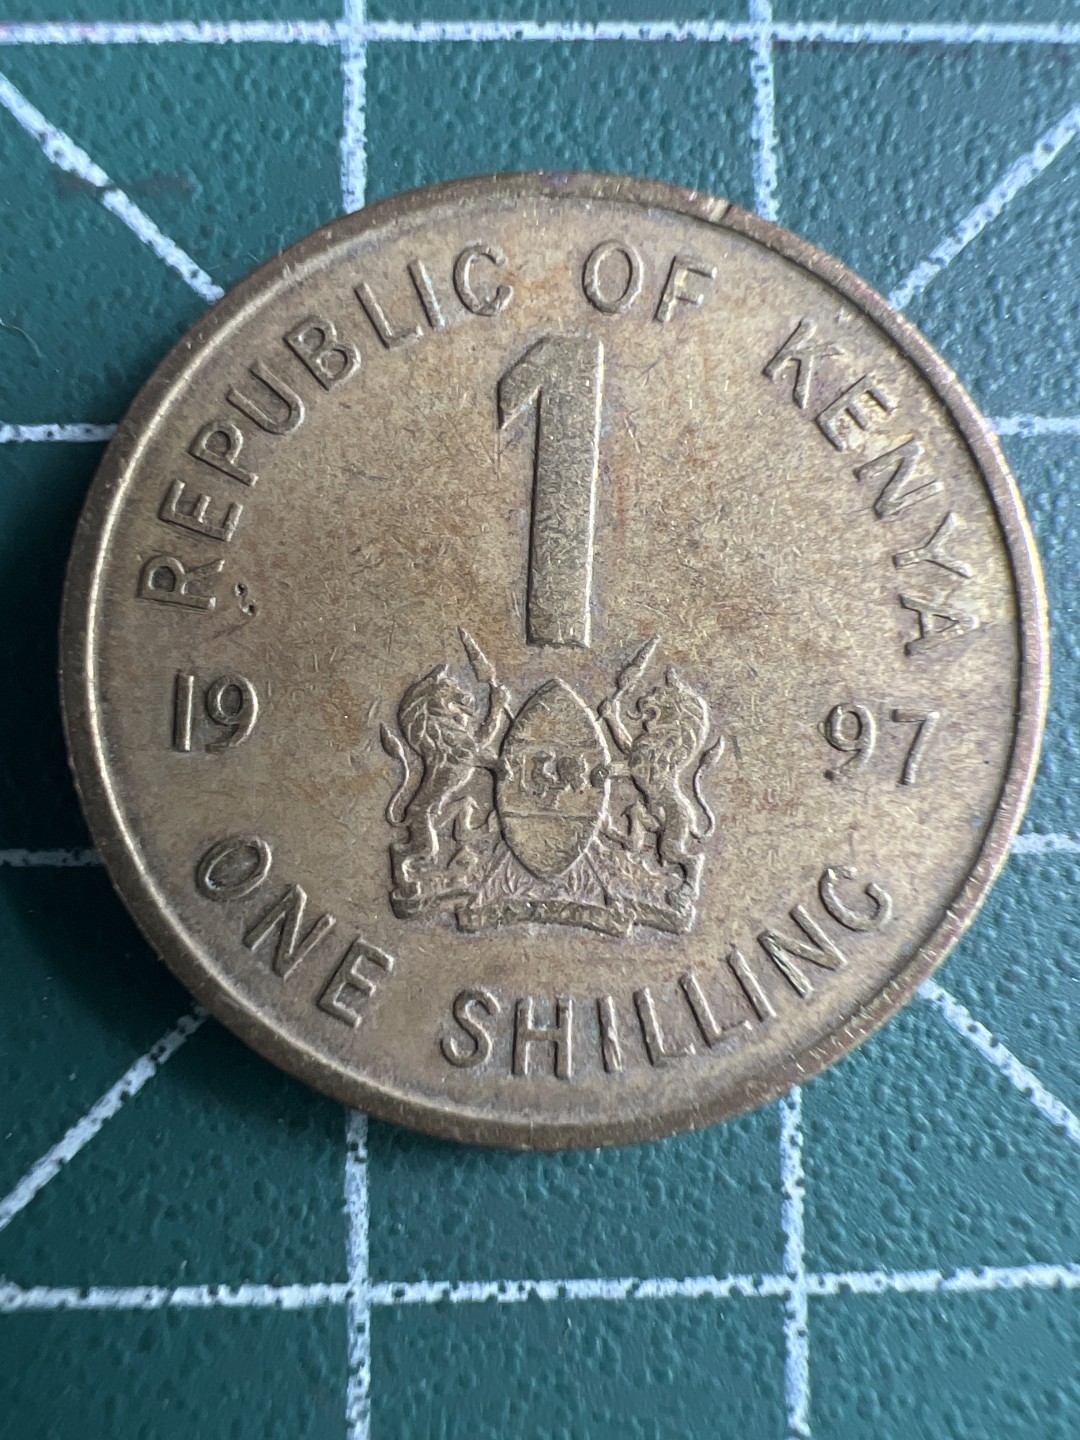 REPUBLIC OF KENYA
1
19 97
ONE SHILLING